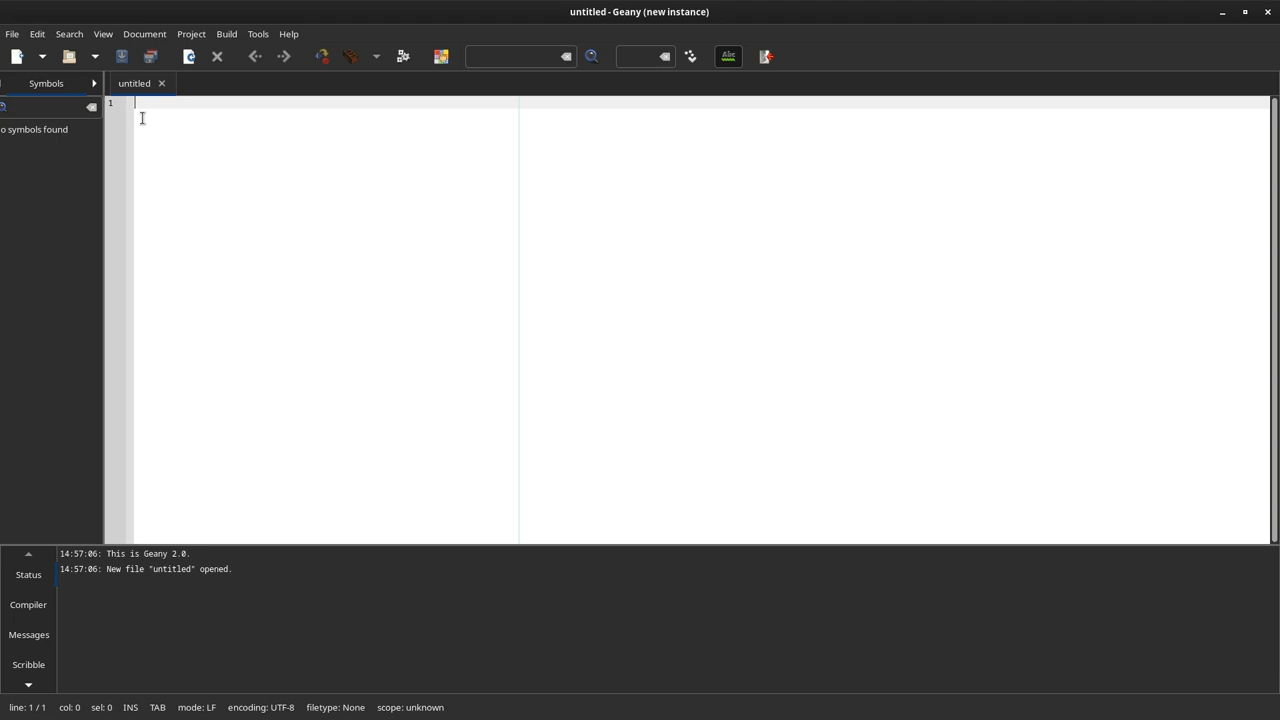 untitled - Geany (new instance)
File Edit Search View Document Project Build Tools Help
Abc
Symbols
untitled
1
o symbols found
14:57:06: This is Geany 2.0.
14:57:06: New file "untitled" opened.
Status
Compiler
Messages
Scribble
line: 1 / 1 col: 0 sel: 0 INS TAB mode: LF encoding: UTF-8 filetype: None scope: unknown